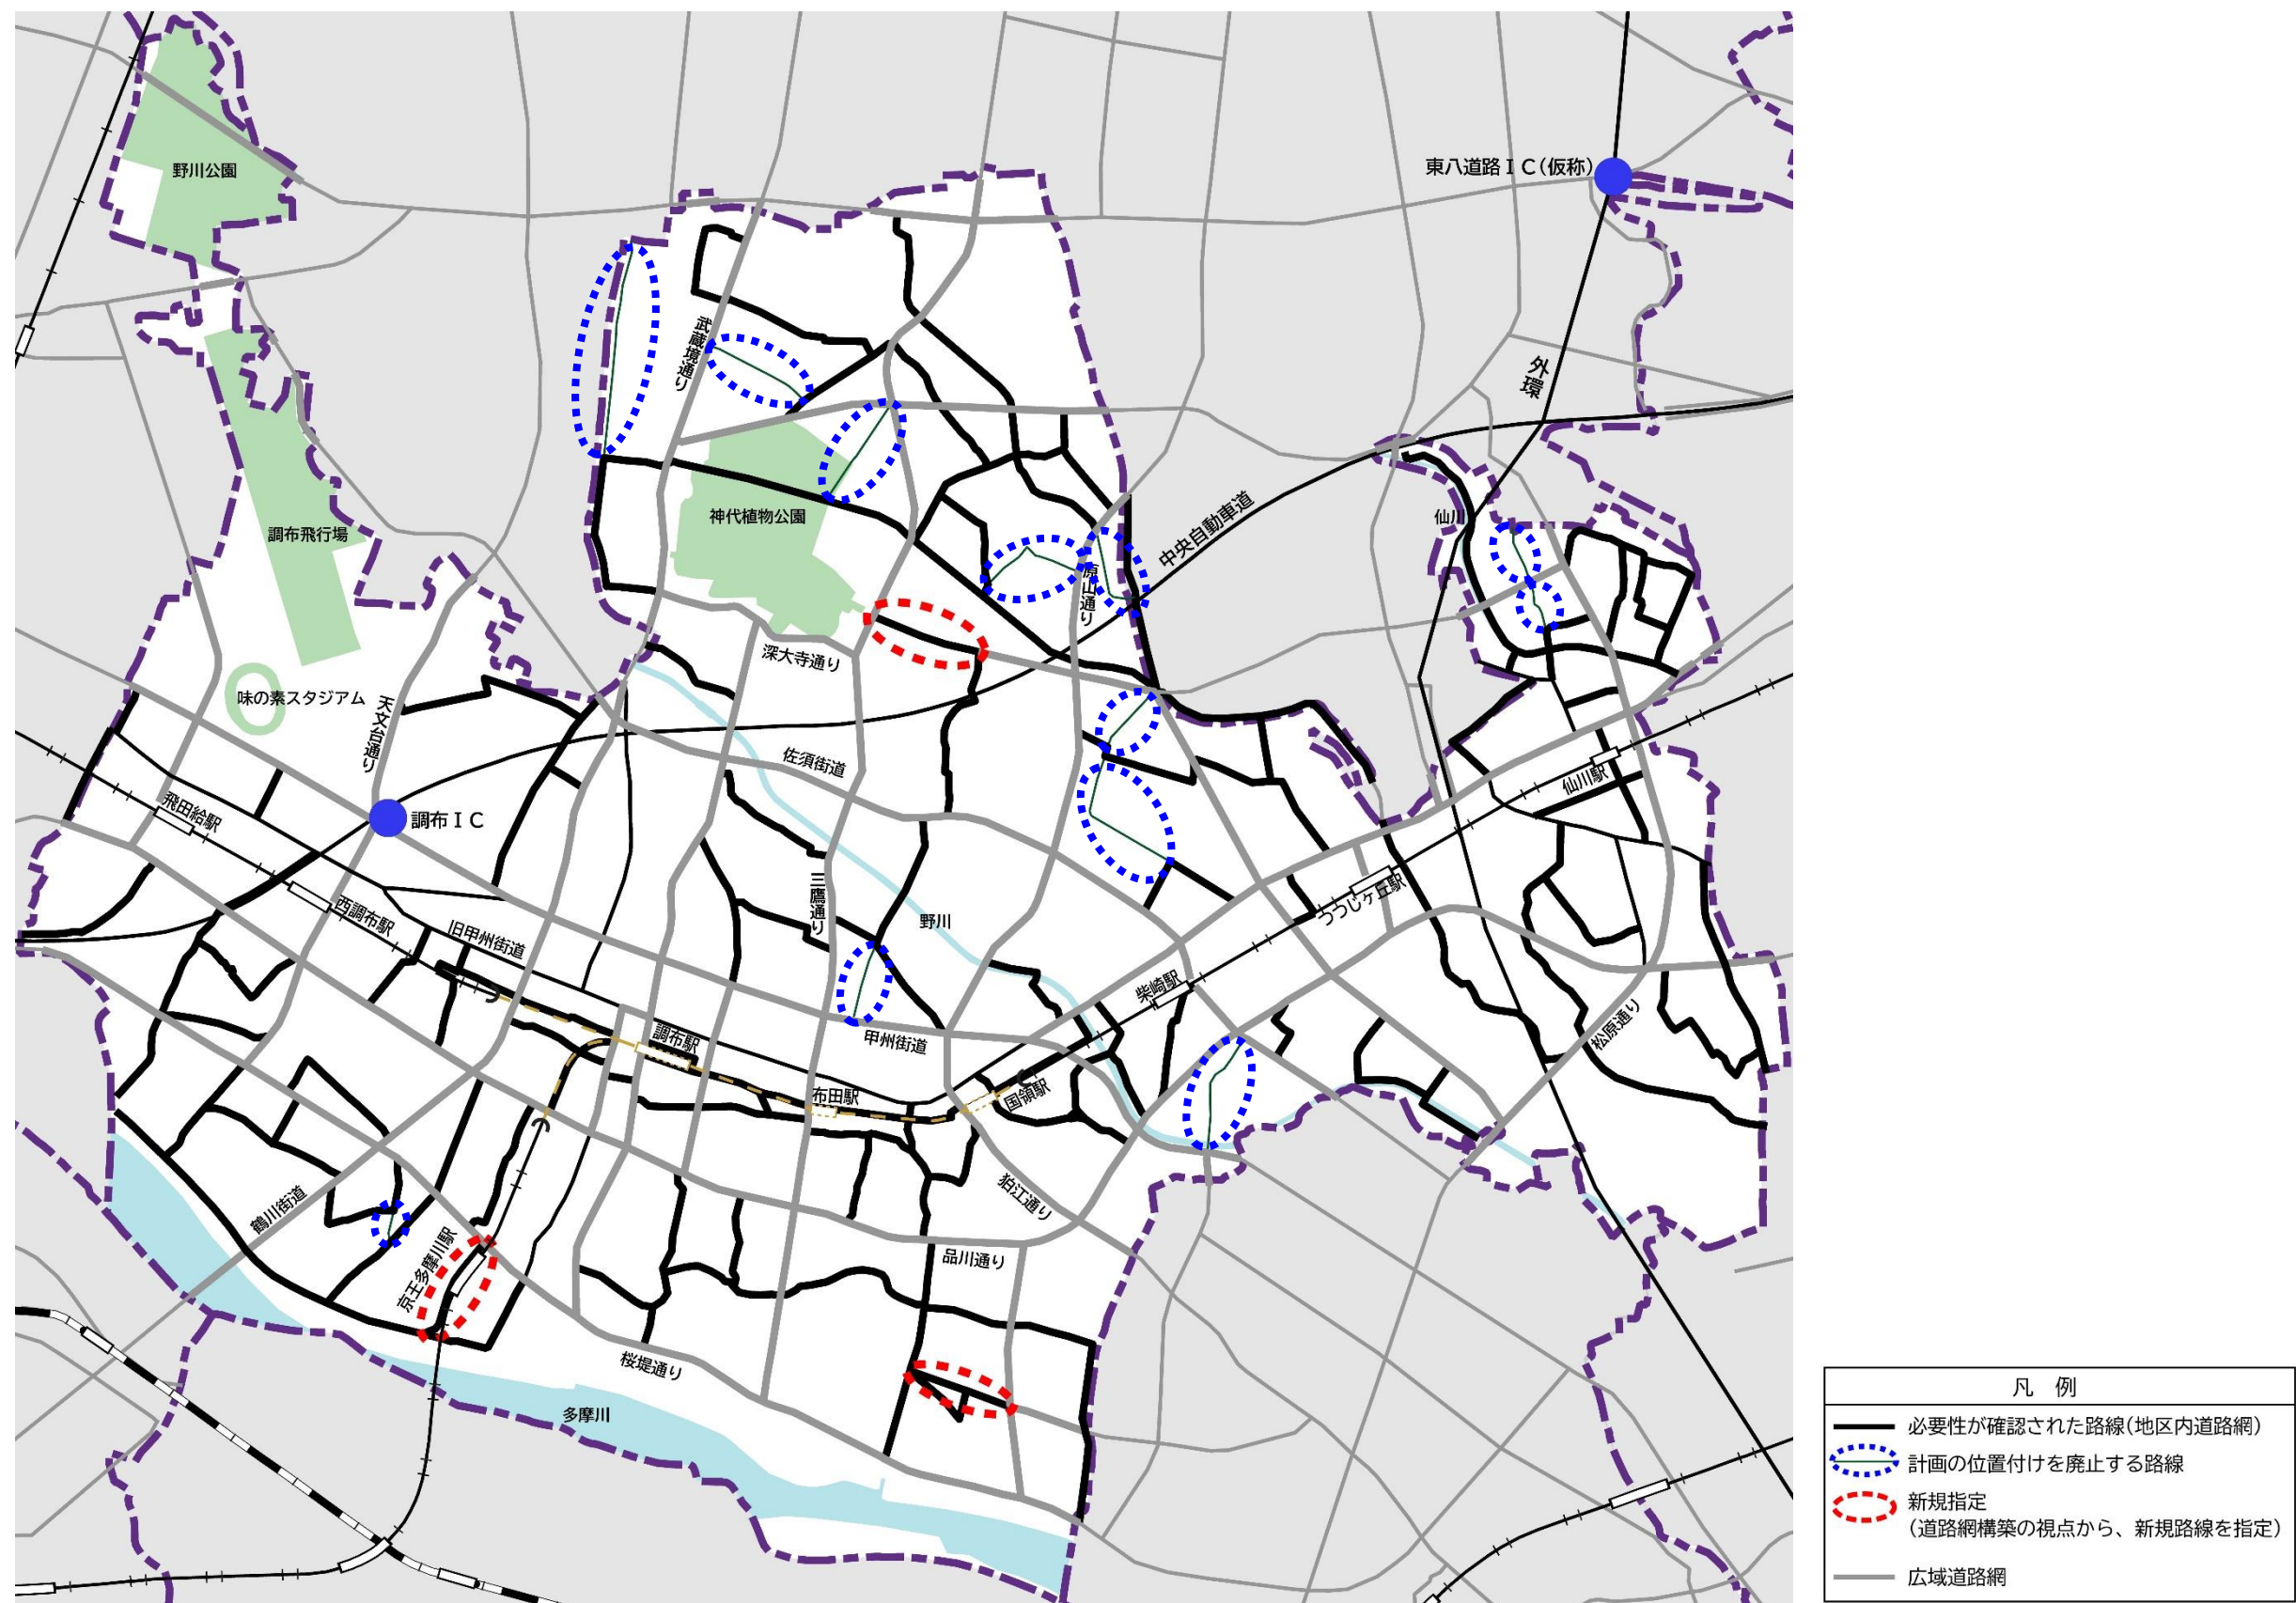 野川公園
東八道路ＩＣ(仮称)
武蔵境通り
外環
調布飛行場
神代植物公園
中央自動車道
仙川
原山通り
深大寺通り
味の素スタジアム
天文台通り
佐須街道
飛田給駅
調布ＩＣ
仙川駅
三鷹通り
つつじヶ丘駅
西調布駅
旧甲州街道
野川
柴崎駅
調布駅
甲州街道
松原通り
布田駅
国領駅
鶴川街道
狛江通り
京王多摩川駅
品川通り
桜堤通り
多摩川
凡　例
必要性が確認された路線(地区内道路網)
計画の位置付けを廃止する路線
新規指定
(道路網構築の視点から、新規路線を指定)
広域道路網